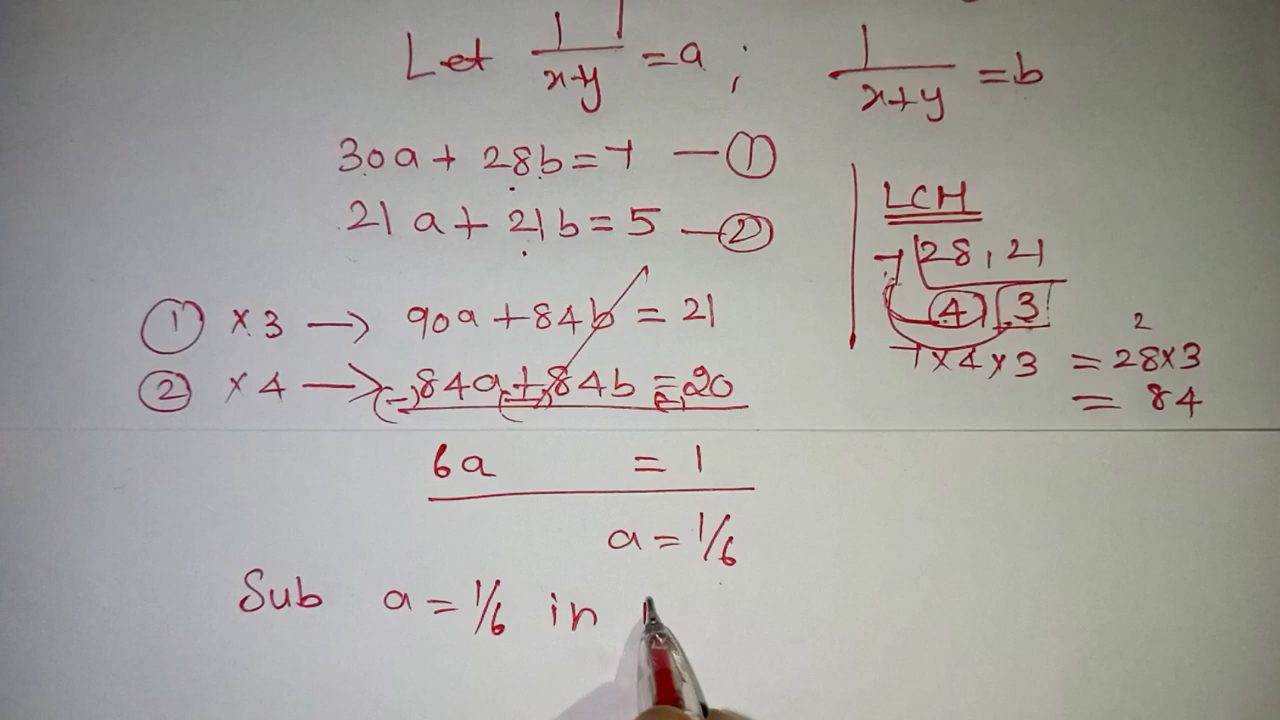 Let 1/x-y = a ; 1/x+y = b
30a + 28b = 7 — ①
21a + 21b = 5 — ②
① × 3 → 90a + 84b = 21
② × 4 → (-)84a +(-) 84b =(-) 20
6a = 1
a = 1/6
Sub a = 1/6 in
LCM
7 | 28, 21
4, 3
7×4×3 = 28×3
2
= 84